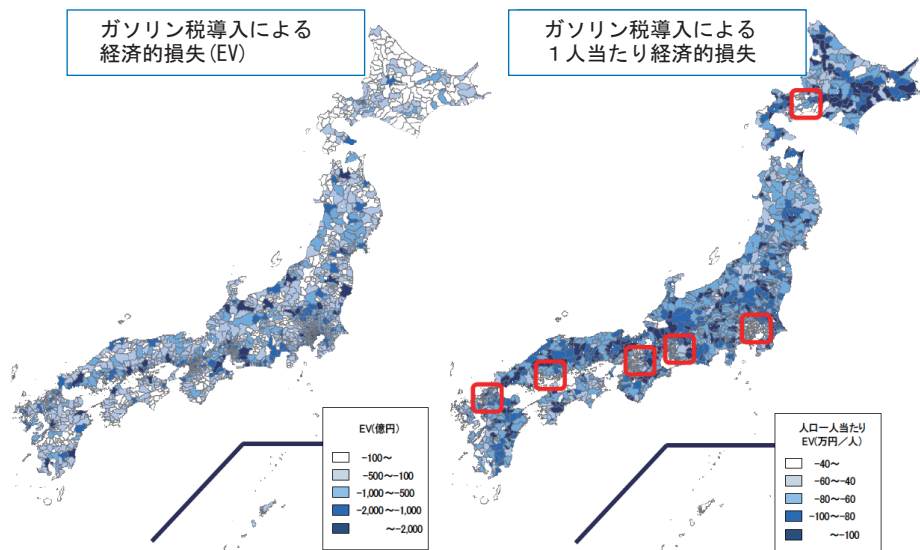 ガソリン税導入による
経済的損失(EV)
ガソリン税導入による
1人当たり経済的損失
EV(億円)
-100～
-500～-100
-1,000～-500
-2,000～-1,000
～-2,000
人口一人当たり
EV(万円／人)
-40～
-60～-40
-80～-60
-100～-80
～-100